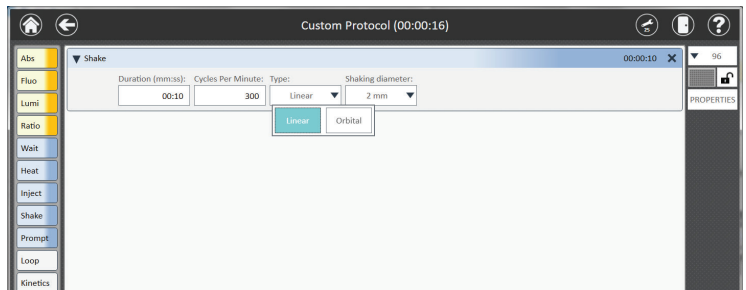 Custom Protocol (00:00:16)
25
Abs
Fluo
Lumi
Ratio
Wait
Heat
Inject
Shake
Prompt
Loop
Kinetics
Shake 00:00:10
Duration (mm:ss): Cycles Per Minute: Type: Shaking diameter:
00:10 300 Linear 2 mm
Linear Orbital
96
PROPERTIES